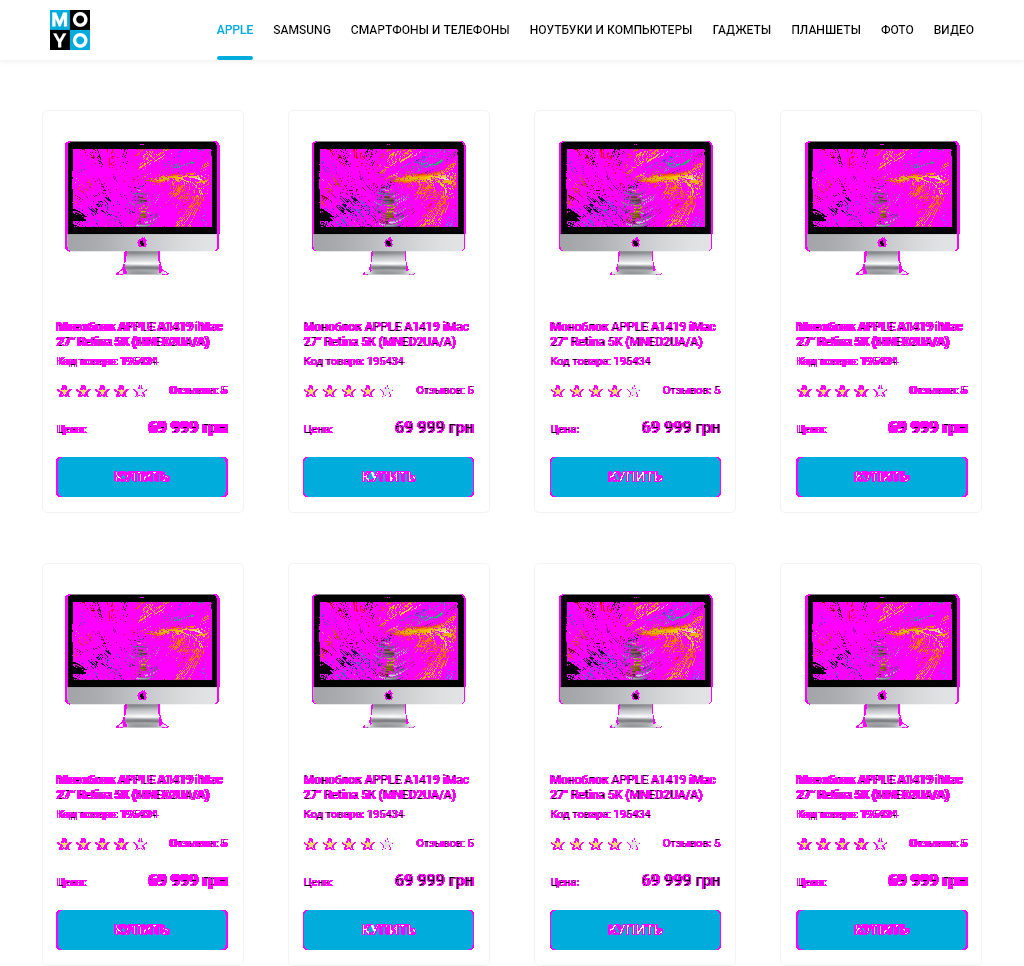 MOYO
APPLE SAMSUNG СМАРТФОНЫ И ТЕЛЕФОНЫ НОУТБУКИ И КОМПЬЮТЕРЫ ГАДЖЕТЫ ПЛАНШЕТЫ ФОТО ВИДЕО
Моноблок APPLE A1419 iMac
27" Retina 5K (MNED2UA/A)
Код товара: 195434
Отзывов: 5
Цена: 69 999 грн
КУПИТЬ
Моноблок APPLE A1419 iMac
27" Retina 5K (MNED2UA/A)
Код товара: 195434
Отзывов: 5
Цена: 69 999 грн
КУПИТЬ
Моноблок APPLE A1419 iMac
27" Retina 5K (MNED2UA/A)
Код товара: 195434
Отзывов: 5
Цена: 69 999 грн
КУПИТЬ
Моноблок APPLE A1419 iMac
27" Retina 5K (MNED2UA/A)
Код товара: 195434
Отзывов: 5
Цена: 69 999 грн
КУПИТЬ
Моноблок APPLE A1419 iMac
27" Retina 5K (MNED2UA/A)
Код товара: 195434
Отзывов: 5
Цена: 69 999 грн
КУПИТЬ
Моноблок APPLE A1419 iMac
27" Retina 5K (MNED2UA/A)
Код товара: 195434
Отзывов: 5
Цена: 69 999 грн
КУПИТЬ
Моноблок APPLE A1419 iMac
27" Retina 5K (MNED2UA/A)
Код товара: 195434
Отзывов: 5
Цена: 69 999 грн
КУПИТЬ
Моноблок APPLE A1419 iMac
27" Retina 5K (MNED2UA/A)
Код товара: 195434
Отзывов: 5
Цена: 69 999 грн
КУПИТЬ